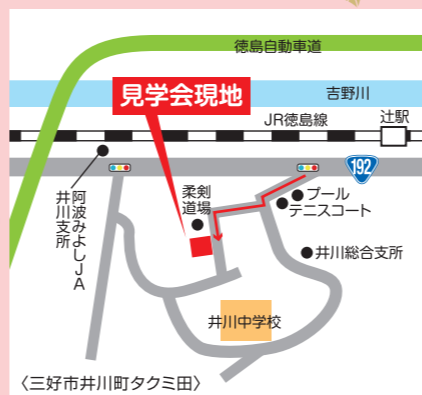 徳島自動車道
吉野川
見学会現地
JR徳島線
辻駅
192
阿波みよしJA
井川支所
柔剣
道場
プール
テニスコート
井川総合支所
井川中学校
〈三好市井川町タクミ田〉